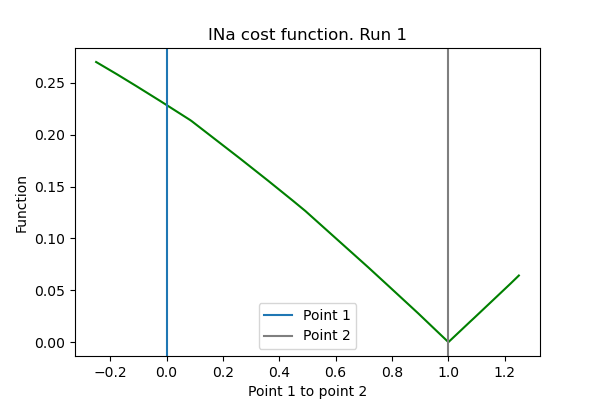 INa cost function. Run 1
Function
0.25
0.20
0.15
0.10
0.05
0.00
Point 1
Point 2
−0.2 0.0 0.2 0.4 0.6 0.8 1.0 1.2
Point 1 to point 2